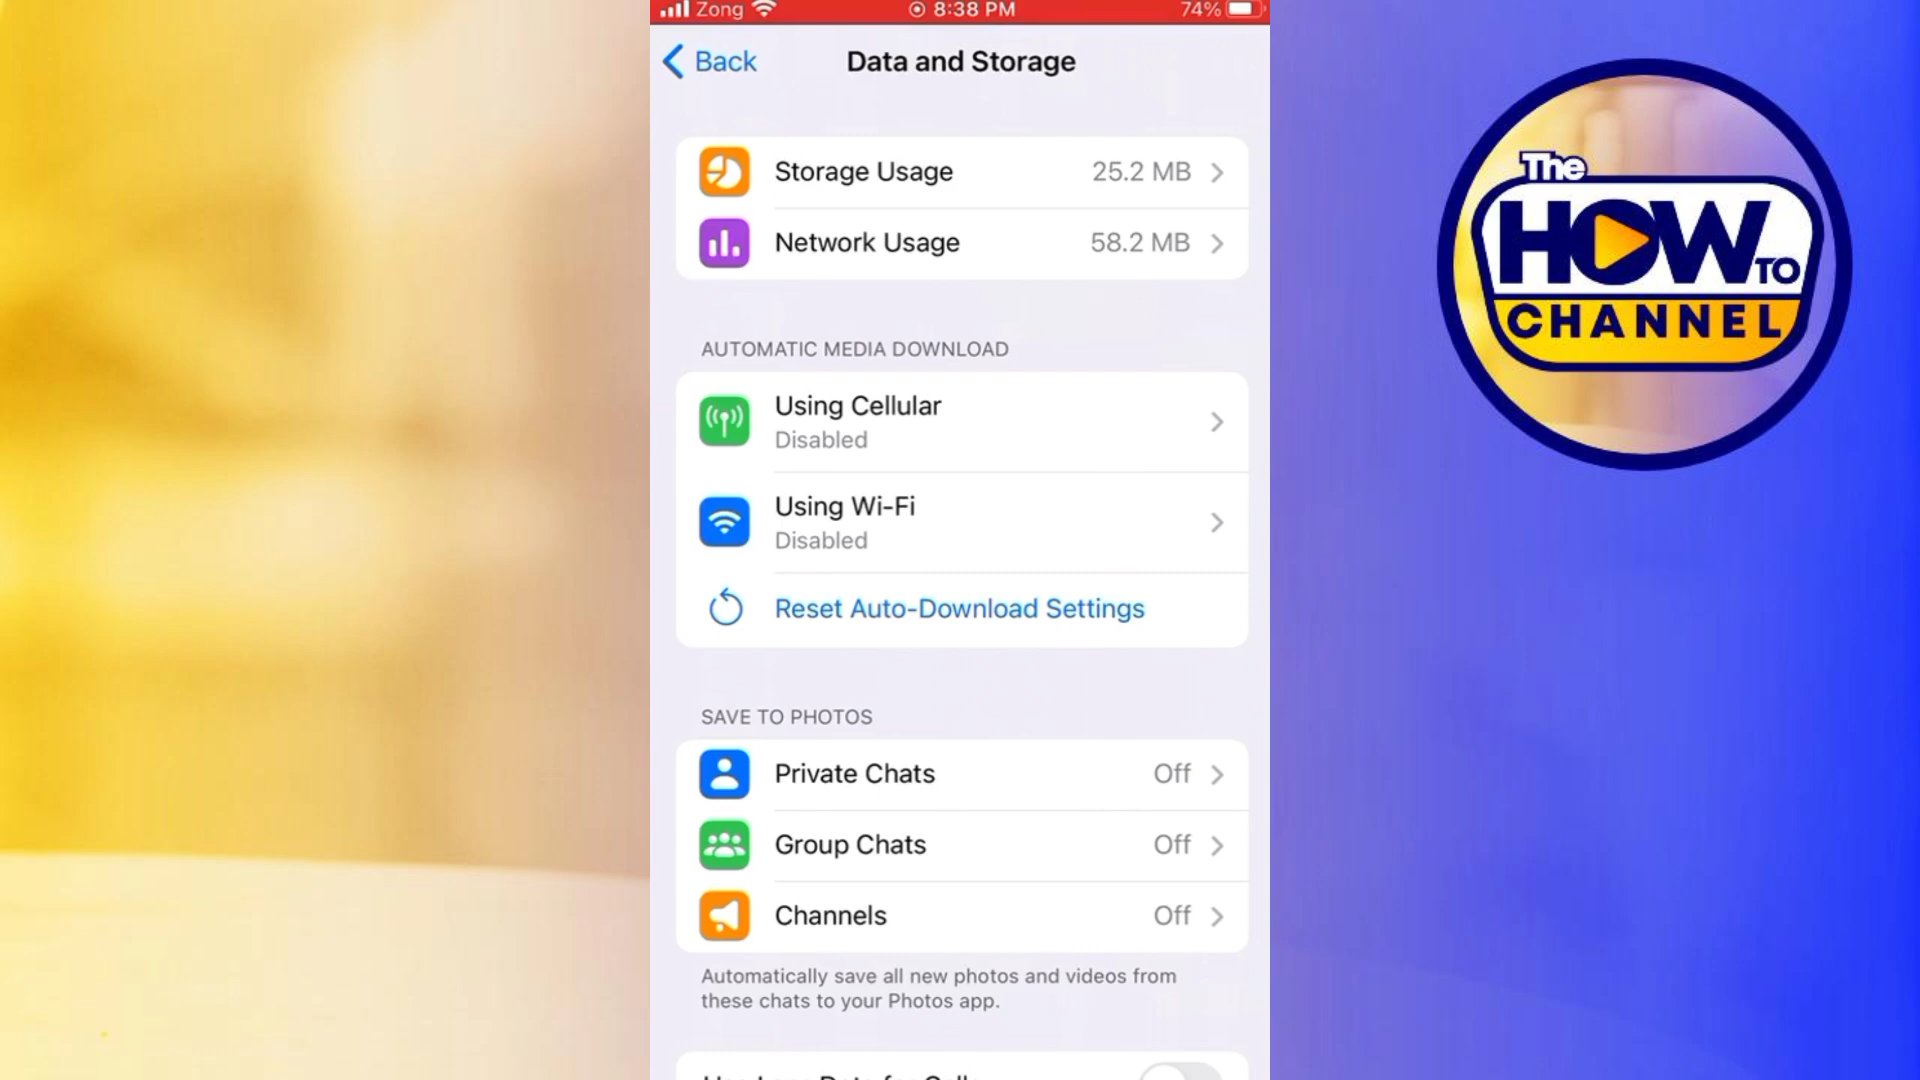 Zong 8:38 PM 74%
Back Data and Storage
Storage Usage 25.2 MB
Network Usage 58.2 MB
AUTOMATIC MEDIA DOWNLOAD
Using Cellular
Disabled
Using Wi-Fi
Disabled
Reset Auto-Download Settings
SAVE TO PHOTOS
Private Chats Off
Group Chats Off
Channels Off
Automatically save all new photos and videos from
these chats to your Photos app.
The
HOW TO
CHANNEL